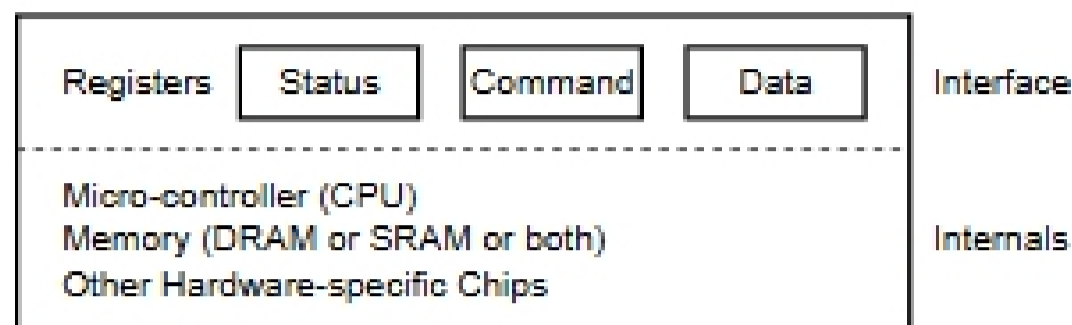 Registers Status Command Data Interface
Micro-controller (CPU)
Memory (DRAM or SRAM or both) Internals
Other Hardware-specific Chips